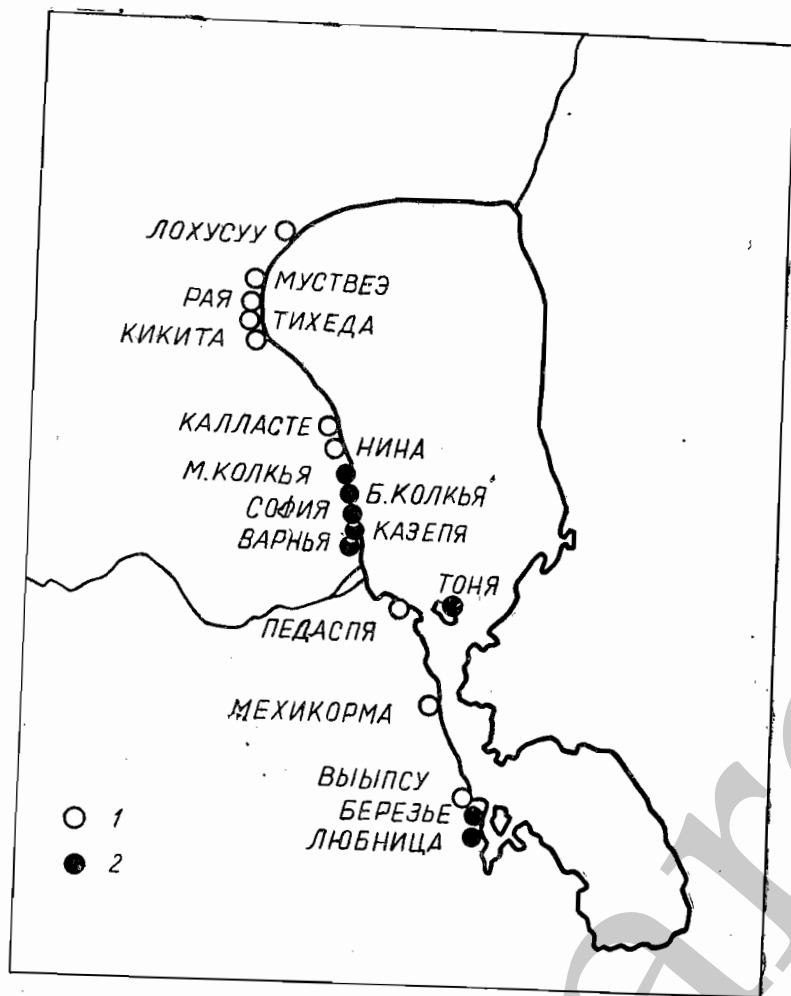 ЛОХУСУУ
МУСТВЕЭ
РАЯ
ТИХЕДА
КИКИТА
КАЛЛАСТЕ
НИНА
М.КОЛКЬЯ
Б.КОЛКЬЯ
СОФИЯ
КАЗЕПЯ
ВАРНЬЯ
ТОНЯ
ПЕДАСПЯ
МЕХИКОРМА
ВЫЫПСУ
БЕРЕЗЬЕ
ЛЮБНИЦА
1
2